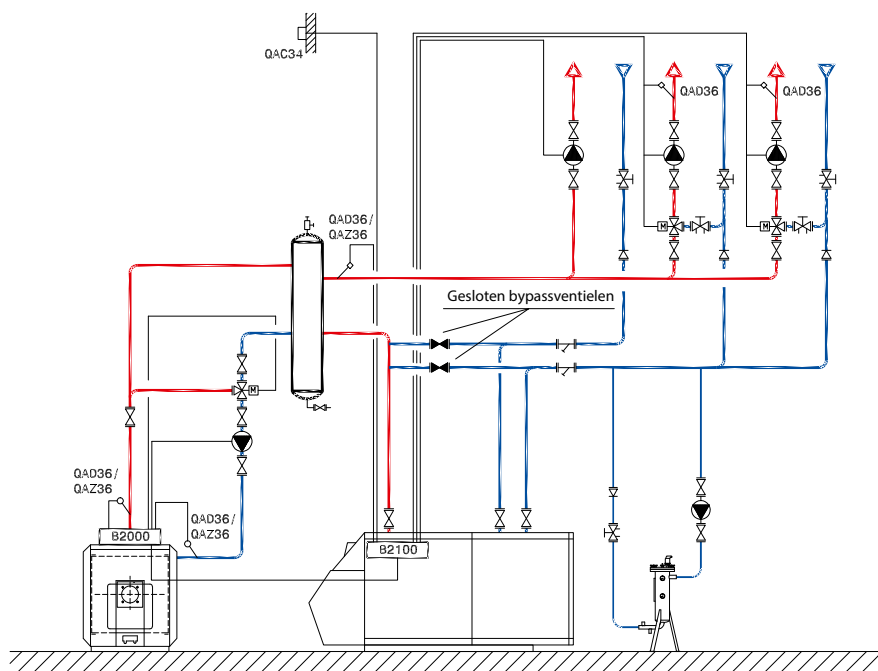 QAC34
QAD36
QAD36
QAD36/
QAZ36
Gesloten bypassventielen
M
M
M
QAD36/
QAZ36
QAD36/
QAZ36
B2000
B2100